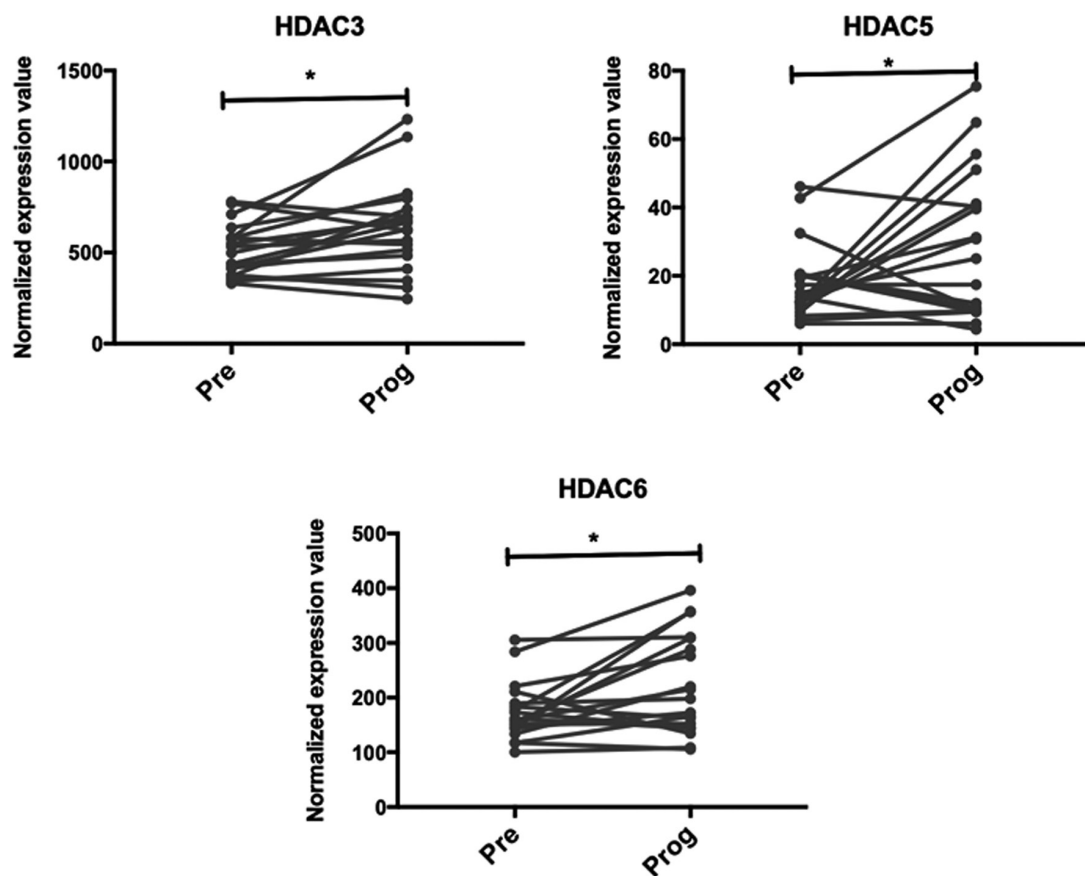 HDAC3
*
Normalized expression value
1500
1000
500
0
Pre
Prog
HDAC5
*
Normalized expression value
80
60
40
20
0
Pre
Prog
HDAC6
*
Normalized expression value
500
400
300
200
100
0
Pre
Prog